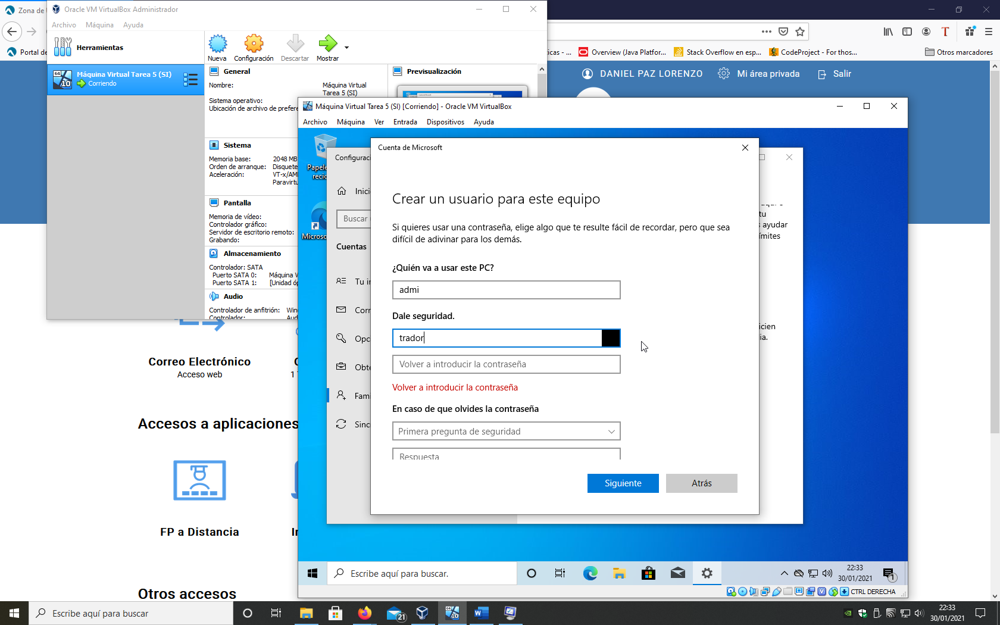 Zona de
Oracle VM VirtualBox Administrador
Archivo Máquina Ayuda
Herramientas
Nueva Configuración Descartar Mostrar
Portal de
icas - ... Overview (Java Platfor... Stack Overflow en esp... CodeProject - For thos... Otros marcadores
DANIEL PAZ LORENZO Mi área privada Salir
Máquina Virtual Tarea 5 (SI)
Corriendo
General
Nombre: Máquina Virtual
Tarea 5 (SI)
Sistema operativo:
Ubicación de archivo de prefere
Previsualización
Sistema
Memoria base: 2048 MB
Orden de arranque: Disquete
Aceleración: VT-x/AM
Paravirtu
Pantalla
Memoria de vídeo:
Controlador gráfico:
Servidor de escritorio remoto:
Grabando:
Almacenamiento
Controlador: SATA
Puerto SATA 0: Máquina V
Puerto SATA 1: [Unidad óp
Audio
Controlador de anfitrión: Wind
Controlador: Aud
Correo Electrónico
Acceso web
Accesos a aplicaciones
FP a Distancia
Otros accesos
Máquina Virtual Tarea 5 (SI) [Corriendo] - Oracle VM VirtualBox
Archivo Máquina Ver Entrada Dispositivos Ayuda
Papele
recic
Microso
Configuraci
Inici
Buscar
Cuentas
Tu in
Corr
Opc
Obte
Fami
Sinc
Cuenta de Microsoft
Crear un usuario para este equipo
Si quieres usar una contraseña, elige algo que te resulte fácil de recordar, pero que sea
difícil de adivinar para los demás.
¿Quién va a usar este PC?
admi
Dale seguridad.
trador
Volver a introducir la contraseña
Volver a introducir la contraseña
En caso de que olvides la contraseña
Primera pregunta de seguridad
Respuesta
Siguiente Atrás
tu
ayudar
ímites
icien
ia.
Escribe aquí para buscar.
22:33
30/01/2021
1
CTRL DERECHA
Escribe aquí para buscar
21
22:33
30/01/2021